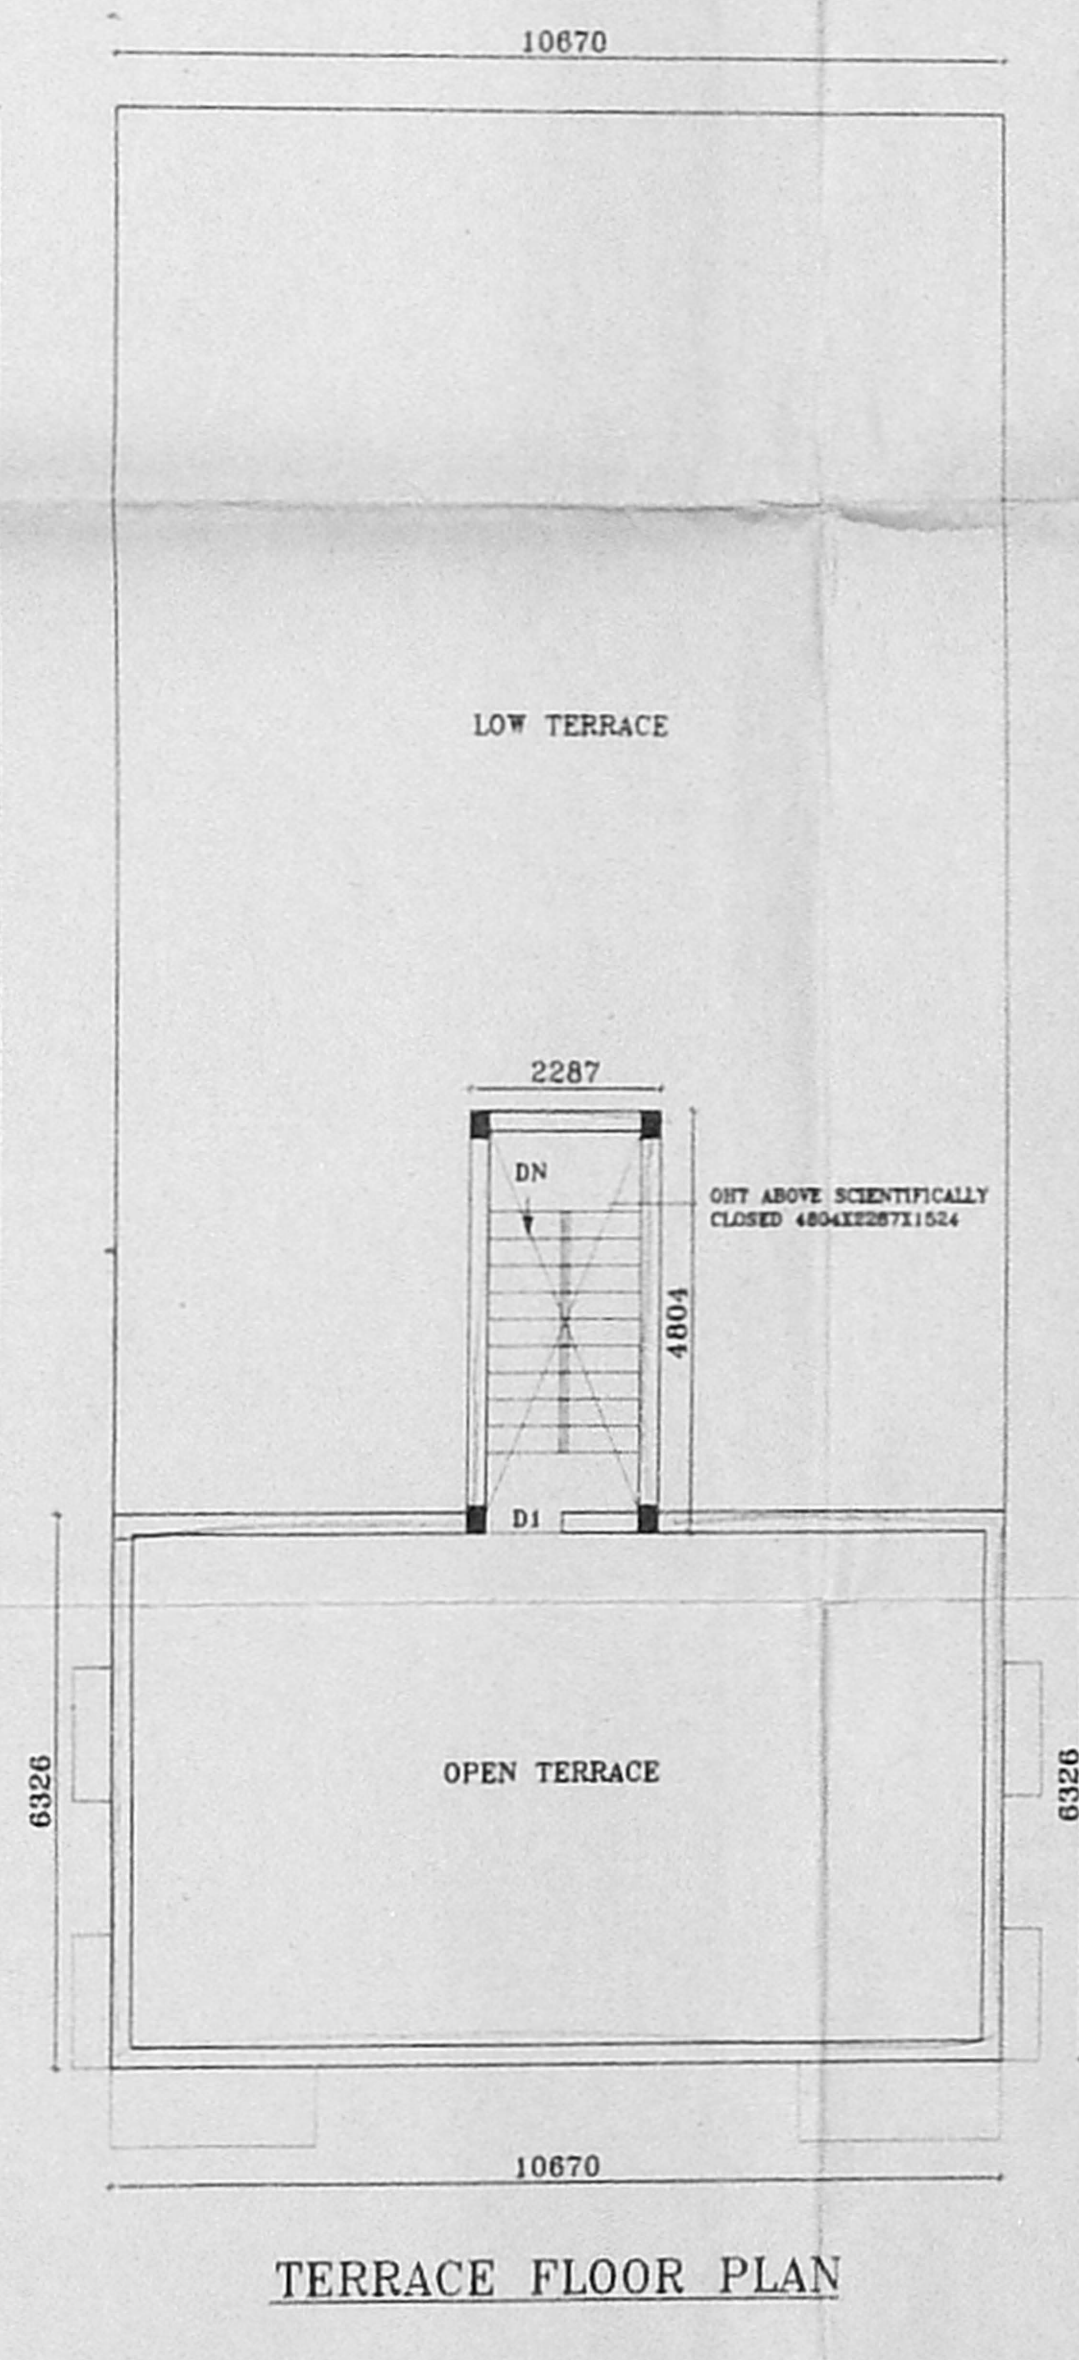 10670
LOW TERRACE
2287
DN
OHT ABOVE SCIENTIFICALLY
CLOSED 4804X2287X1524
4804
D1
OPEN TERRACE
6326
6326
10670
TERRACE FLOOR PLAN